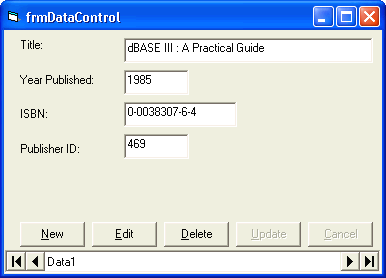 frmDataControl
Title: dBASE III : A Practical Guide
Year Published: 1985
ISBN: 0-0038307-6-4
Publisher ID: 469
New Edit Delete Update Cancel
Data1